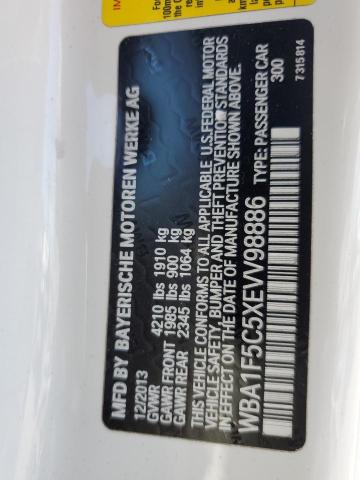 MFD BY BAYERISCHE MOTOREN WERKE AG
12/2013
GVWR 4210 lbs 1910 kg
GAWR FRONT 1985 lbs 900 kg
GAWR REAR 2345 lbs 1064 kg
THIS VEHICLE CONFORMS TO ALL APPLICABLE U.S. FEDERAL MOTOR
VEHICLE SAFETY, BUMPER AND THEFT PREVENTION STANDARDS
IN EFFECT ON THE DATE OF MANUFACTURE SHOWN ABOVE.
WBA1F5C5XEVV98886 TYPE: PASSENGER CAR
300
7315814